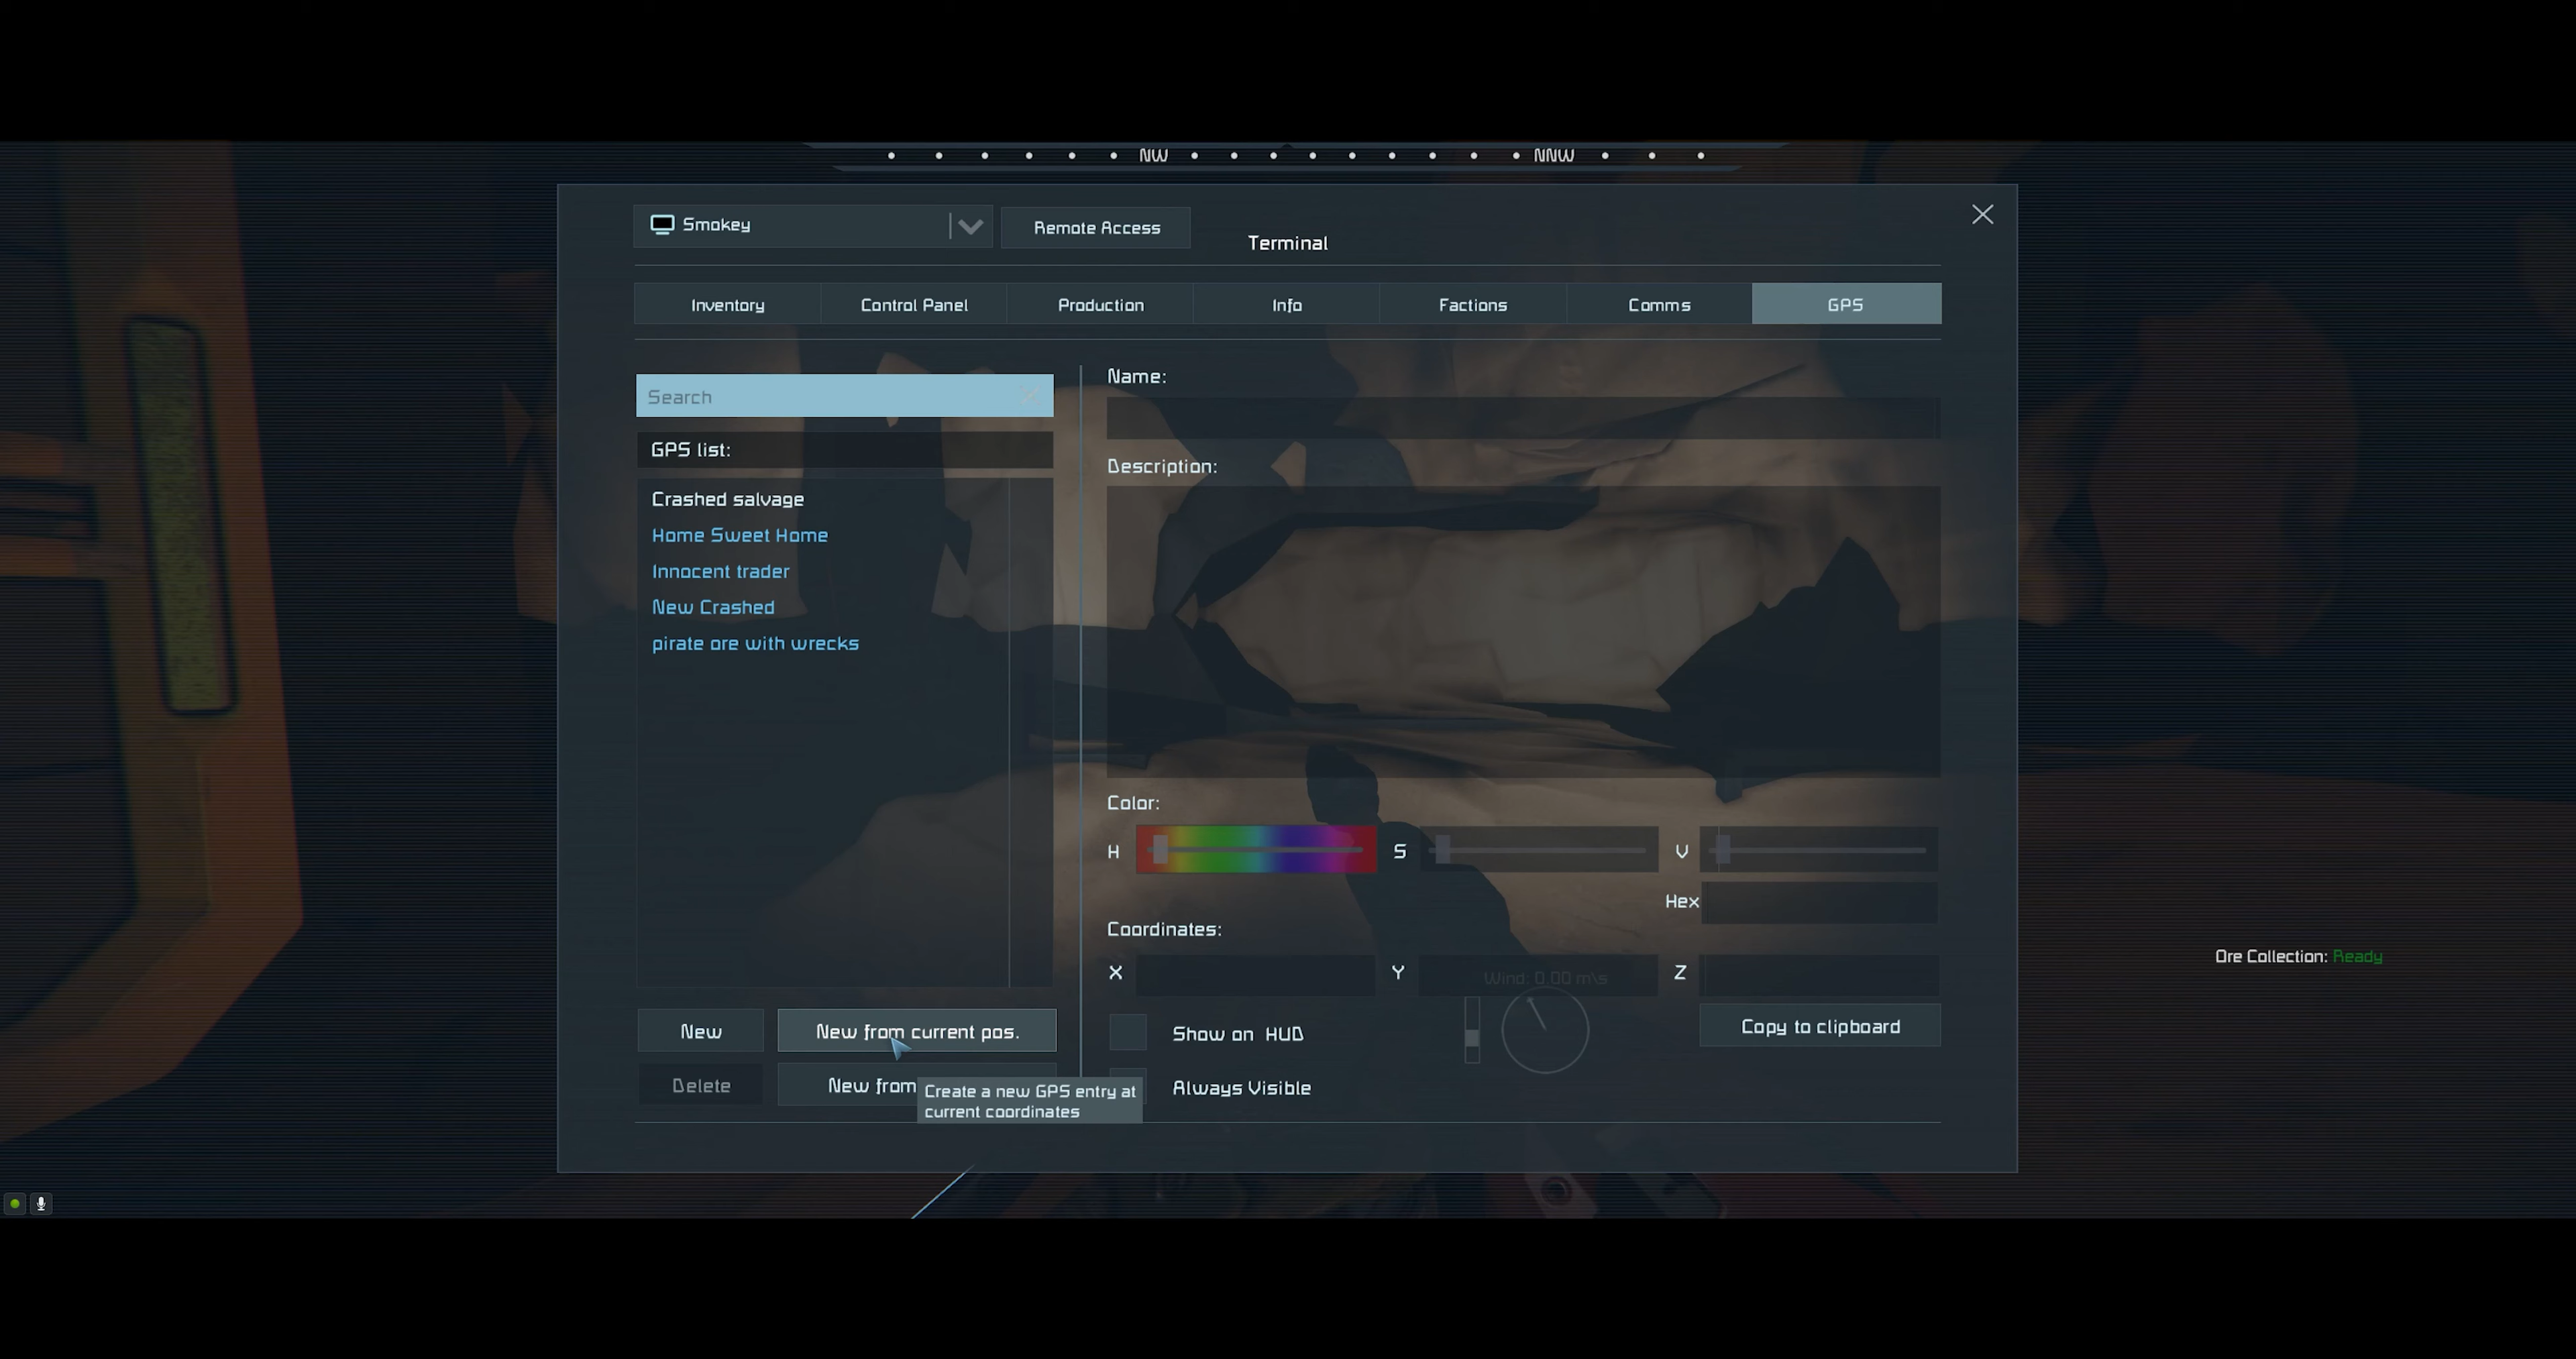 NW
NNW
Smokey
Remote Access
Terminal
Inventory
Control Panel
Production
Info
Factions
Comms
GPS
Search
GPS list:
Crashed salvage
Home Sweet Home
Innocent trader
New Crashed
pirate ore with wrecks
New
New from current pos.
Delete
New from
Create a new GPS entry at
current coordinates
Name:
Description:
Color:
H
S
V
Hex
Coordinates:
X
Y
Wind: 0.00 m\s
Z
Show on HUD
Copy to clipboard
Always Visible
Ore Collection: Ready